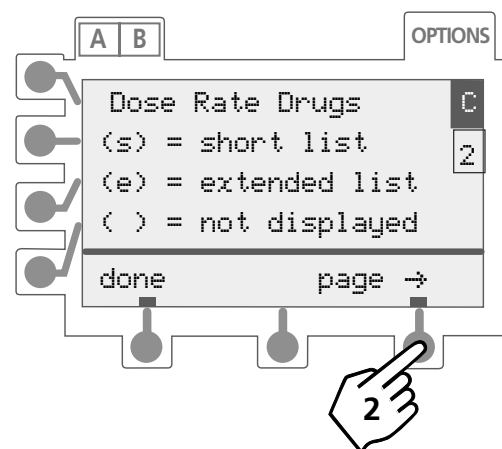 A B
OPTIONS
Dose Rate Drugs
C
(s) = short list
2
(e) = extended list
( ) = not displayed
done page →
2